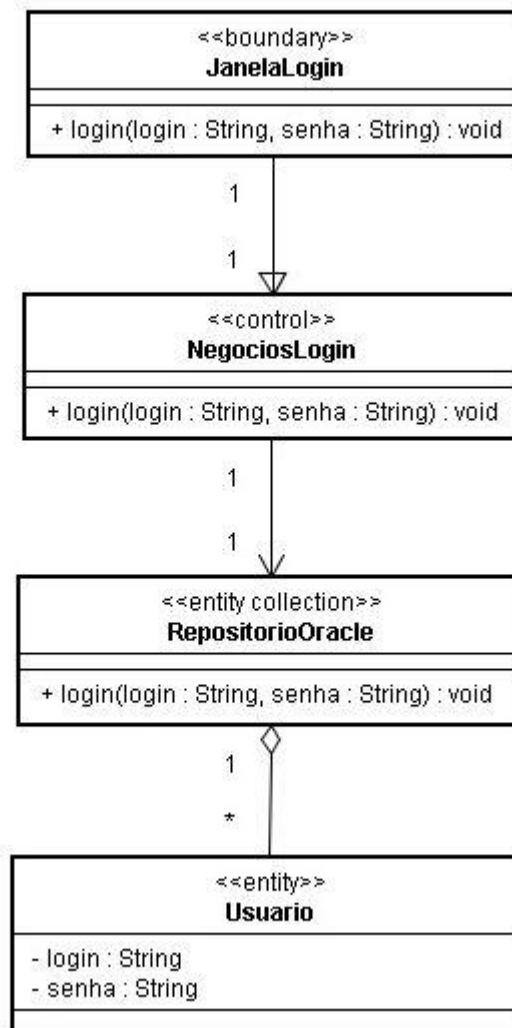 <<boundary>>
JanelaLogin
+ login(login : String, senha : String) : void
1
1
<<control>>
NegociosLogin
+ login(login : String, senha : String) : void
1
1
<<entity collection>>
RepositorioOracle
+ login(login : String, senha : String) : void
1
*
<<entity>>
Usuario
- login : String
- senha : String